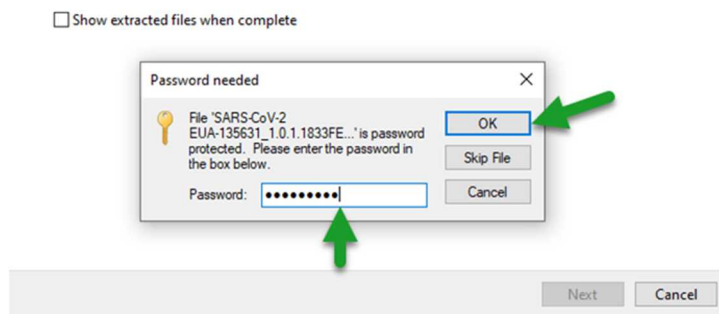 Show extracted files when complete
Password needed
File 'SARS-CoV-2
EUA-135631_1.0.1.1833FE...' is password
protected. Please enter the password in
the box below.
Password: •••••••••
OK
Skip File
Cancel
Next
Cancel